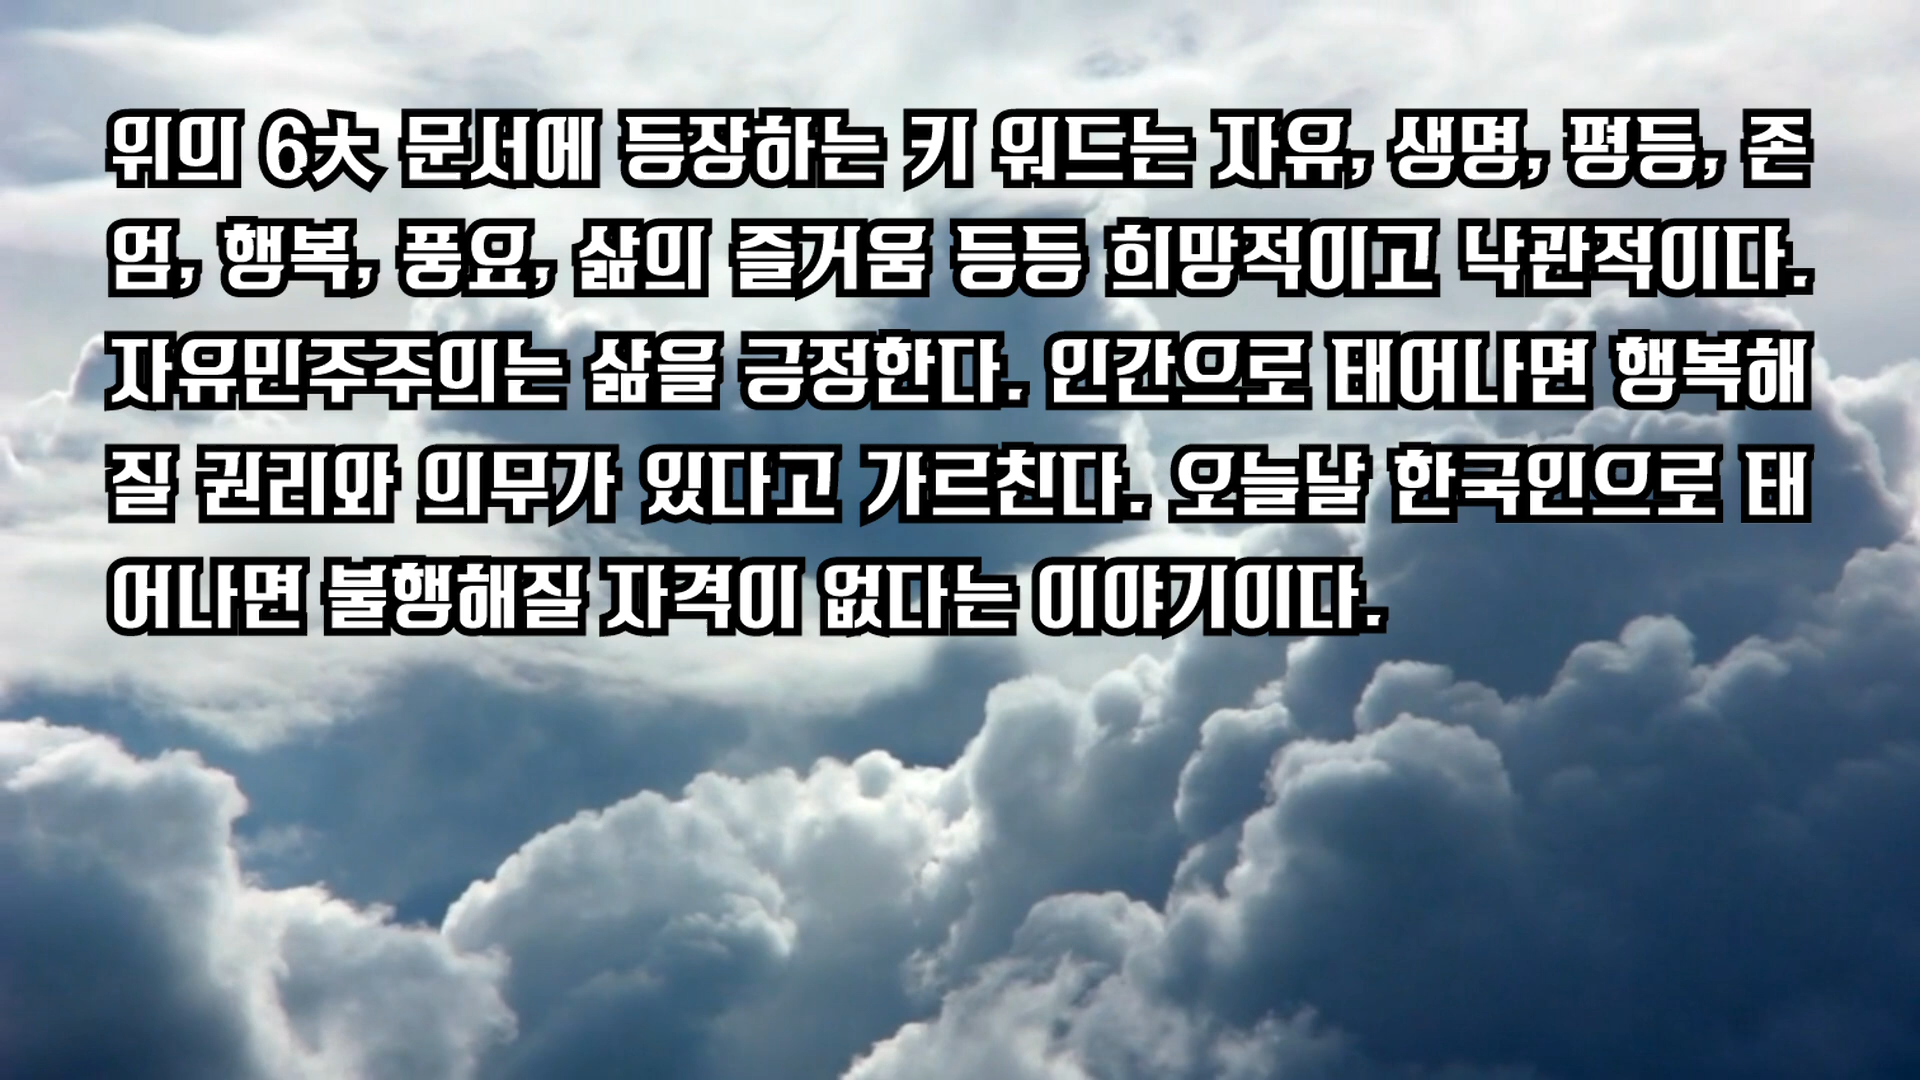 위의 6大 문서에 등장하는 키 워드는 자유, 생명, 평등, 존
엄, 행복, 풍요, 삶의 즐거움 등등 희망적이고 낙관적이다.
자유민주주의는 삶을 긍정한다. 인간으로 태어나면 행복해
질 권리와 의무가 있다고 가르친다. 오늘날 한국인으로 태
어나면 불행해질 자격이 없다는 이야기이다.